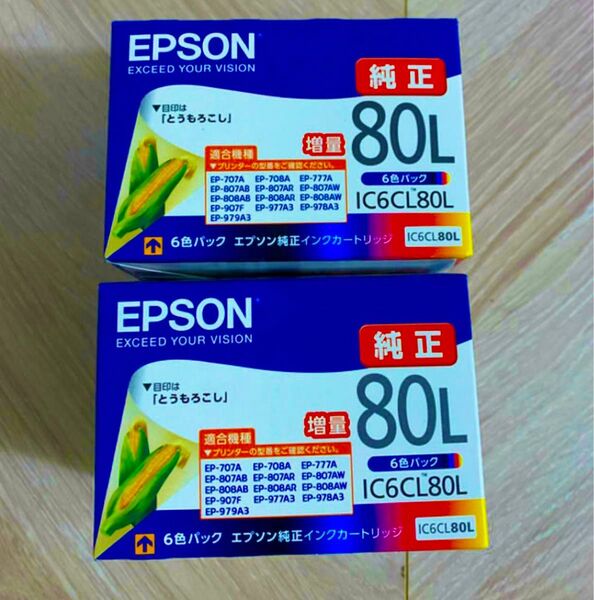 EPSON
EXCEED YOUR VISION
純正
▼目印は
「とうもろこし」
増量
80L
適合機種
▼プリンターの型番をご確認ください。
EP-707A EP-708A EP-777A
EP-807AB EP-807AR EP-807AW
EP-808AB EP-808AR EP-808AW
EP-907F EP-977A3 EP-978A3
EP-979A3
6色パック
IC6CL™80L
6色パック エプソン純正インクカートリッジ
IC6CL80L
EPSON
EXCEED YOUR VISION
純正
▼目印は
「とうもろこし」
増量
80L
適合機種
▼プリンターの型番をご確認ください。
EP-707A EP-708A EP-777A
EP-807AB EP-807AR EP-807AW
EP-808AB EP-808AR EP-808AW
EP-907F EP-977A3 EP-978A3
EP-979A3
6色パック
IC6CL™80L
6色パック エプソン純正インクカートリッジ
IC6CL80L